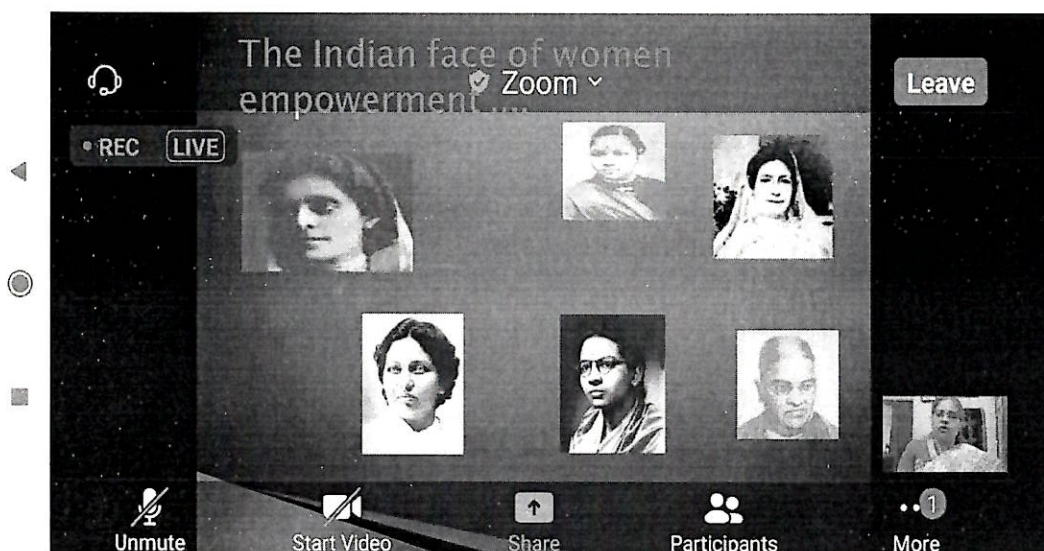 The Indian face of women
Zoom
empowerment ....
Leave
REC LIVE
Unmute Start Video Share Participants More
1